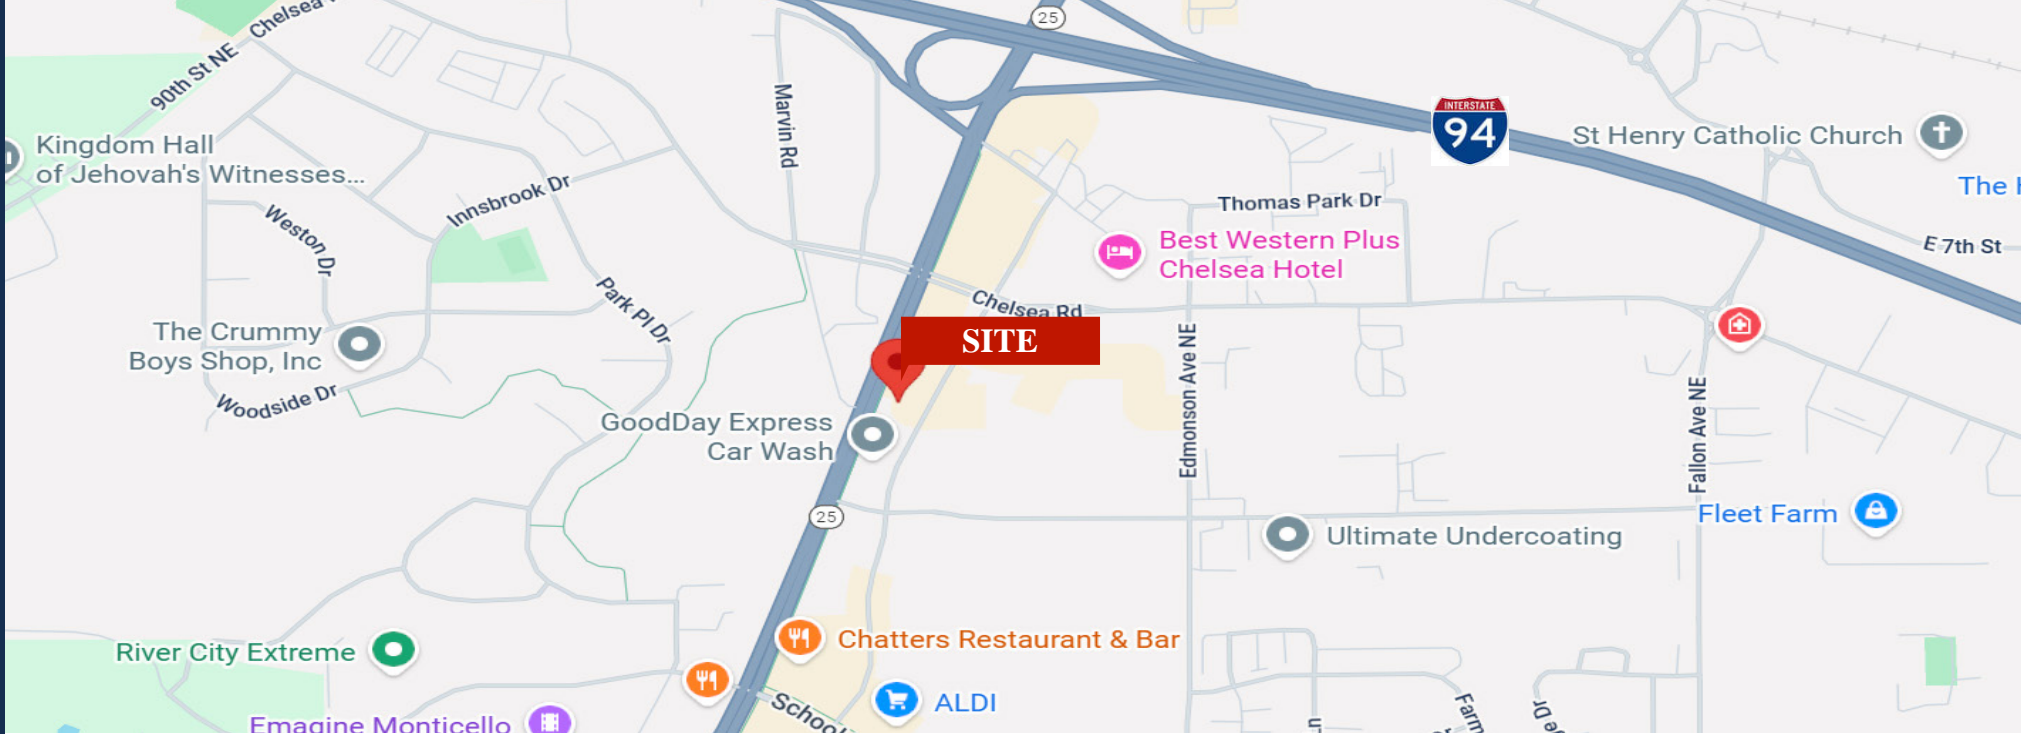 Chelsea
25
90th St NE
Marvin Rd
INTERSTATE
94
St Henry Catholic Church
Kingdom Hall
of Jehovah's Witnesses...
The
Innsbrook Dr
Thomas Park Dr
Weston Dr
Best Western Plus
Chelsea Hotel
E 7th St
Park Pl Dr
Chelsea Rd
The Crummy
Boys Shop, Inc
SITE
Edmonson Ave NE
Woodside Dr
Fallon Ave NE
GoodDay Express
Car Wash
25
Fleet Farm
Ultimate Undercoating
Chatters Restaurant & Bar
River City Extreme
ALDI
School
Emagine Monticello
Farm
Dr